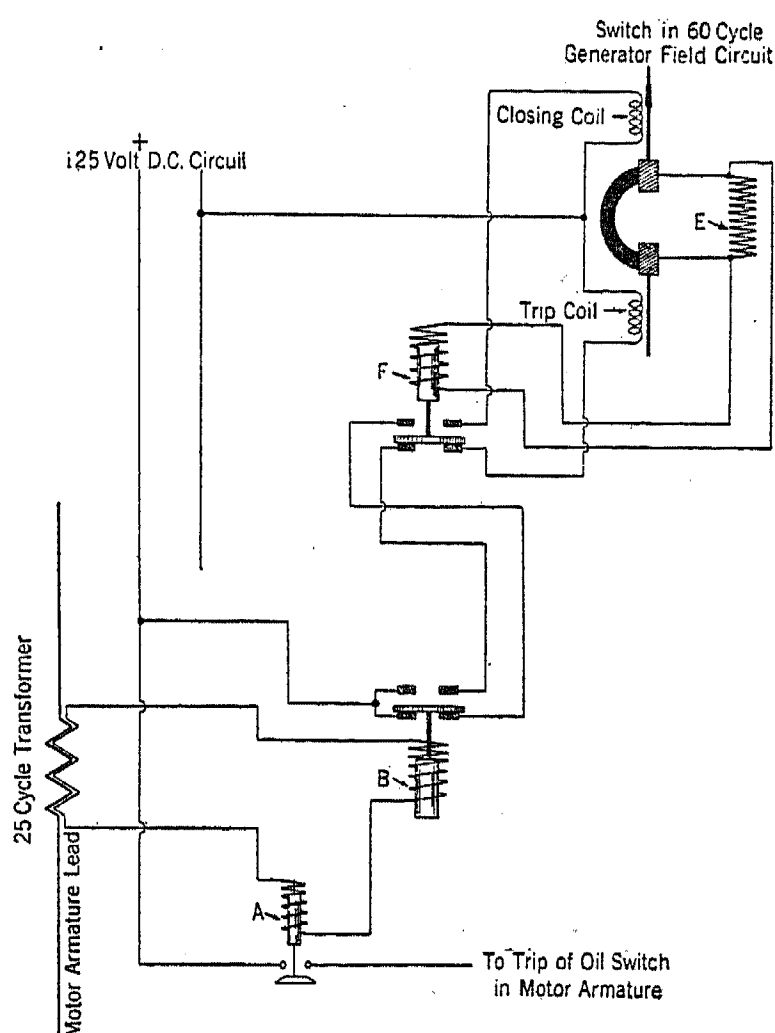 Switch in 60 Cycle
Generator Field Circuit
Closing Coil
+
125 Volt D.C. Circuit
E
Trip Coil
F
25 Cycle Transformer
B
Motor Armature Lead
A
To Trip of Oil Switch
in Motor Armature